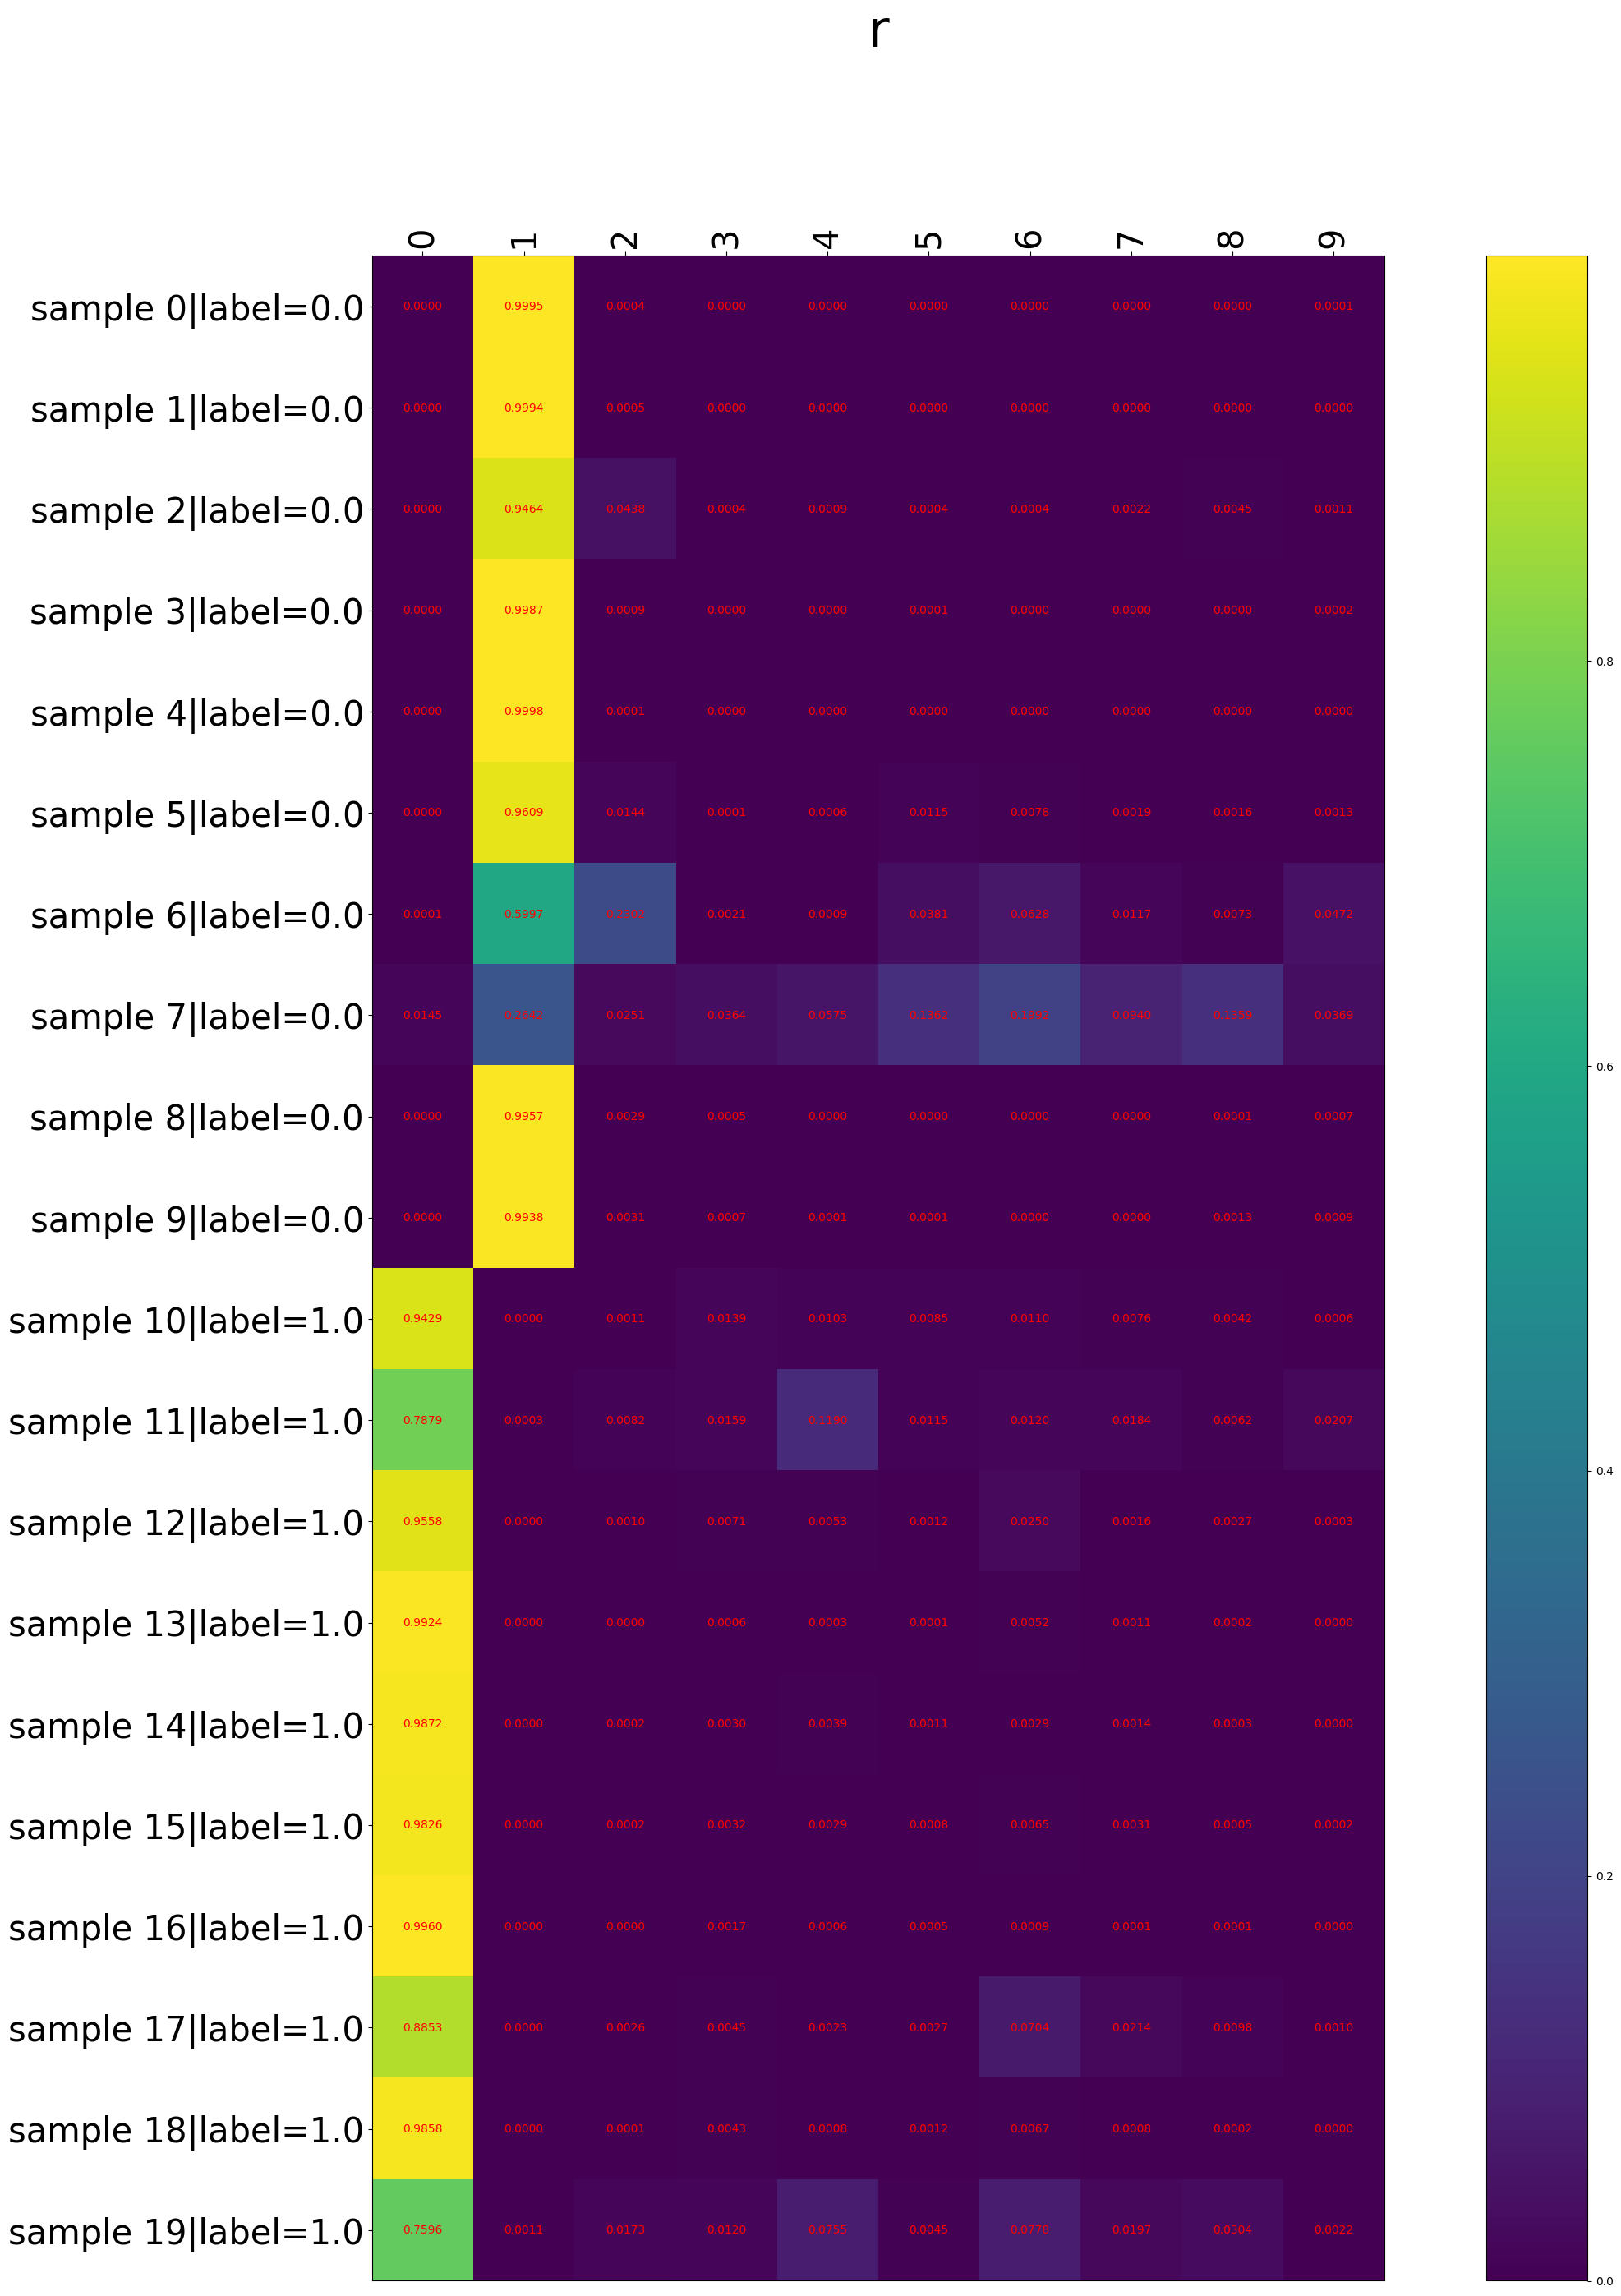 r
0 1 2 3 4 5 6 7 8 9
sample 0|label=0.0 0.0000 0.9995 0.0004 0.0000 0.0000 0.0000 0.0000 0.0000 0.0000 0.0001
sample 1|label=0.0 0.0000 0.9994 0.0005 0.0000 0.0000 0.0000 0.0000 0.0000 0.0000 0.0000
sample 2|label=0.0 0.0000 0.9464 0.0438 0.0004 0.0009 0.0004 0.0004 0.0022 0.0045 0.0011
sample 3|label=0.0 0.0000 0.9987 0.0009 0.0000 0.0000 0.0001 0.0000 0.0000 0.0000 0.0002
0.8
sample 4|label=0.0 0.0000 0.9998 0.0001 0.0000 0.0000 0.0000 0.0000 0.0000 0.0000 0.0000
sample 5|label=0.0 0.0000 0.9609 0.0144 0.0001 0.0006 0.0115 0.0078 0.0019 0.0016 0.0013
sample 6|label=0.0 0.0001 0.5997 0.0021 0.0009 0.0381 0.0628 0.0117 0.0073 0.0472
sample 7|label=0.0 0.0145 0.0251 0.0364 0.0575 0.1362 0.0940 0.1359 0.0369
0.6
sample 8|label=0.0 0.0000 0.9957 0.0029 0.0005 0.0000 0.0000 0.0000 0.0000 0.0001 0.0007
sample 9|label=0.0 0.0000 0.9938 0.0031 0.0007 0.0001 0.0001 0.0000 0.0000 0.0013 0.0009
sample 10|label=1.0 0.9429 0.0000 0.0011 0.0139 0.0103 0.0085 0.0110 0.0076 0.0042 0.0006
sample 11|label=1.0 0.7879 0.0003 0.0082 0.0159 0.1190 0.0115 0.0120 0.0184 0.0062 0.0207
0.4
sample 12|label=1.0 0.9558 0.0000 0.0010 0.0071 0.0053 0.0012 0.0250 0.0016 0.0027 0.0003
sample 13|label=1.0 0.9924 0.0000 0.0000 0.0006 0.0003 0.0001 0.0052 0.0011 0.0002 0.0000
sample 14|label=1.0 0.9872 0.0000 0.0002 0.0030 0.0039 0.0011 0.0029 0.0014 0.0003 0.0000
sample 15|label=1.0 0.9826 0.0000 0.0002 0.0032 0.0029 0.0008 0.0065 0.0031 0.0005 0.0002
0.2
sample 16|label=1.0 0.9960 0.0000 0.0000 0.0017 0.0006 0.0005 0.0009 0.0001 0.0001 0.0000
sample 17|label=1.0 0.8853 0.0000 0.0026 0.0045 0.0023 0.0027 0.0704 0.0214 0.0098 0.0010
sample 18|label=1.0 0.9858 0.0000 0.0001 0.0043 0.0008 0.0012 0.0067 0.0008 0.0002 0.0000
sample 19|label=1.0 0.7596 0.0011 0.0173 0.0120 0.0755 0.0045 0.0778 0.0197 0.0304 0.0022
0.0